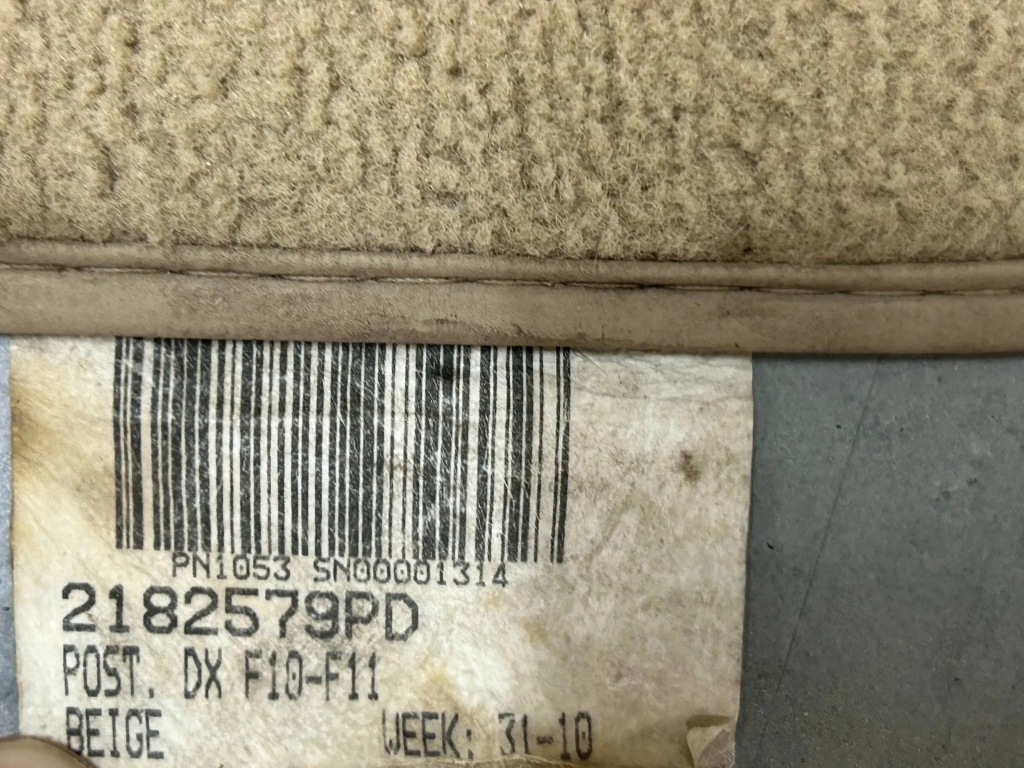 PN1053 SN00001314
2182579PD
POST. DX F10-F11
BEIGE WEEK: 31-10